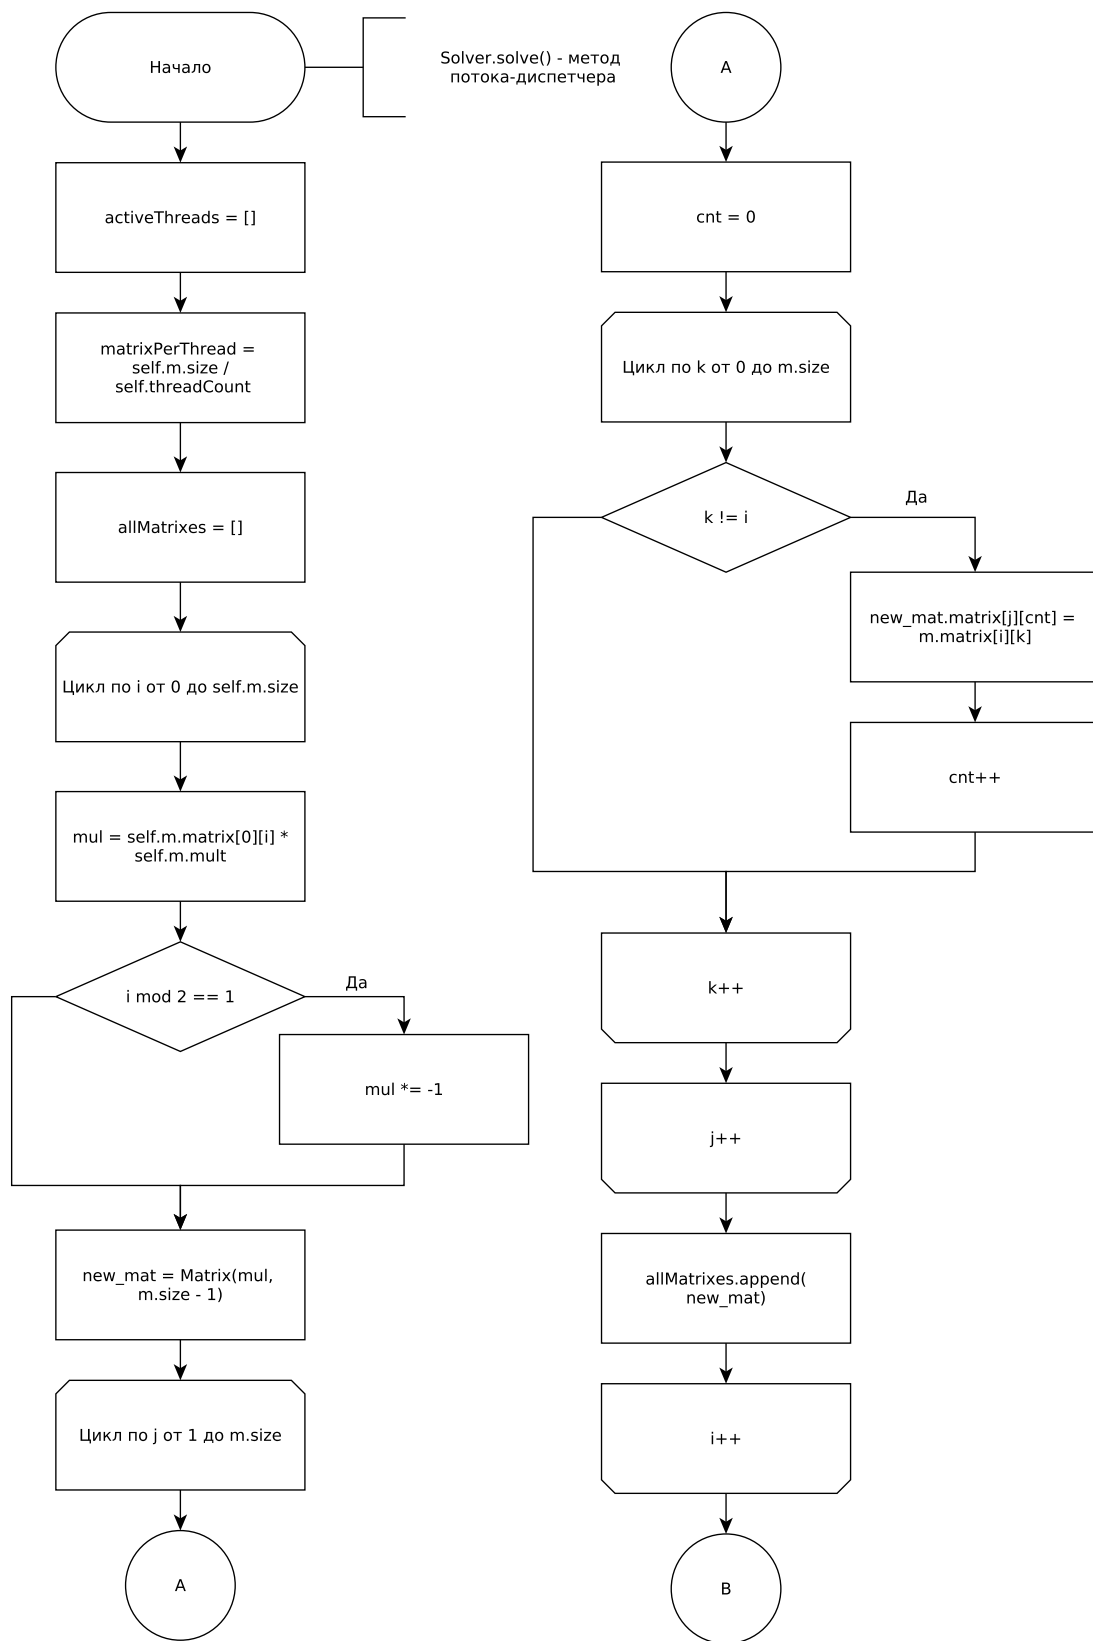 Начало
Solver.solve() - метод
потока-диспетчера
activeThreads = []
matrixPerThread =
self.m.size /
self.threadCount
allMatrixes = []
Цикл по i от 0 до self.m.size
mul = self.m.matrix[0][i] *
self.m.mult
i mod 2 == 1
Да
mul *= -1
new_mat = Matrix(mul,
m.size - 1)
Цикл по j от 1 до m.size
A
A
cnt = 0
Цикл по k от 0 до m.size
k != i
Да
new_mat.matrix[j][cnt] =
m.matrix[i][k]
cnt++
k++
j++
allMatrixes.append(
new_mat)
i++
B